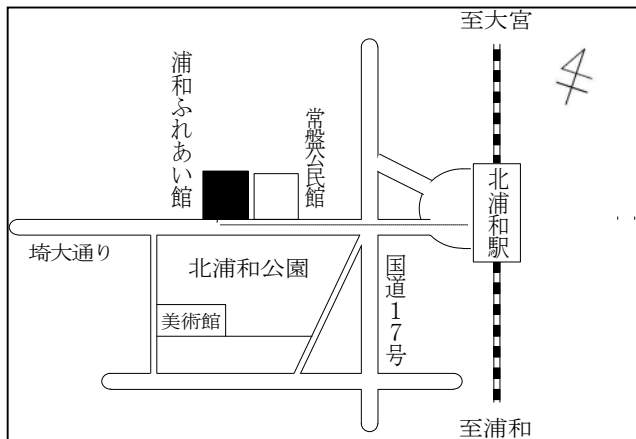 至大宮
浦和ふれあい館
常盤公民館
北浦和駅
埼大通り
北浦和公園
国道17号
美術館
至浦和